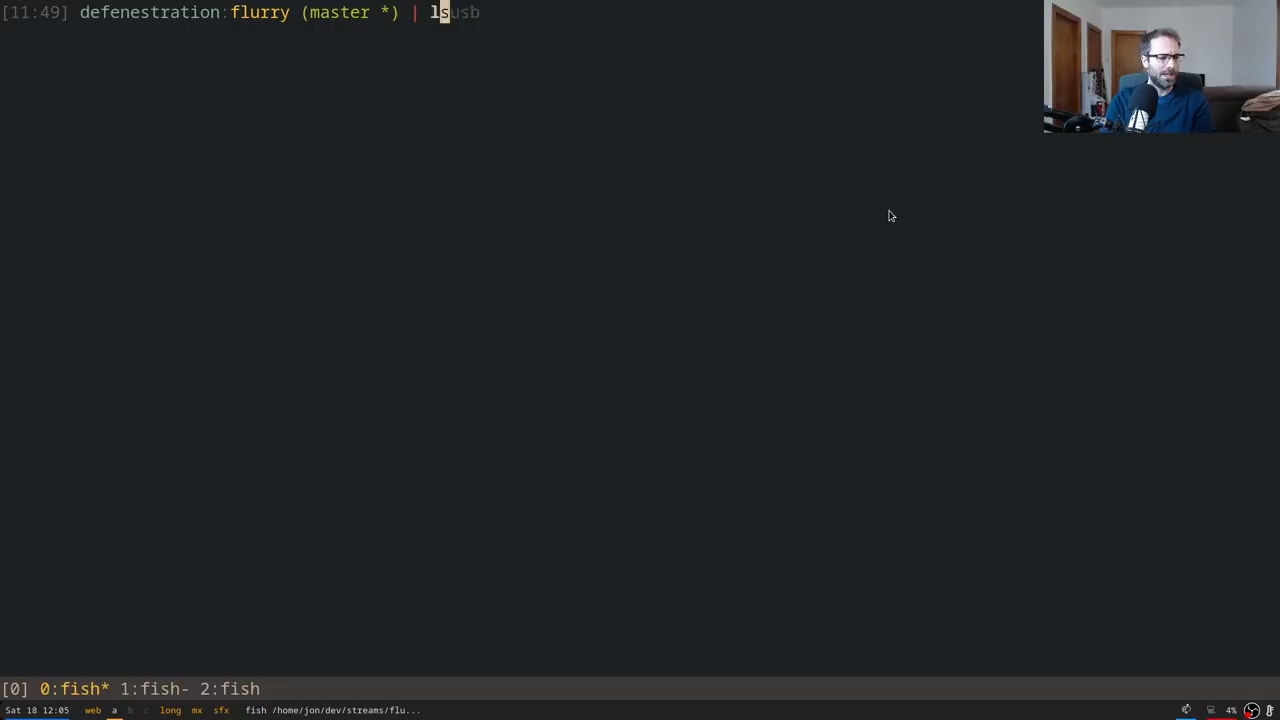 [11:49] defenestration:flurry (master *) | lsusb
[0] 0:fish* 1:fish- 2:fish
Sat 18 12:05 web a b c long mx sfx fish /home/jon/dev/streams/flu... 4%